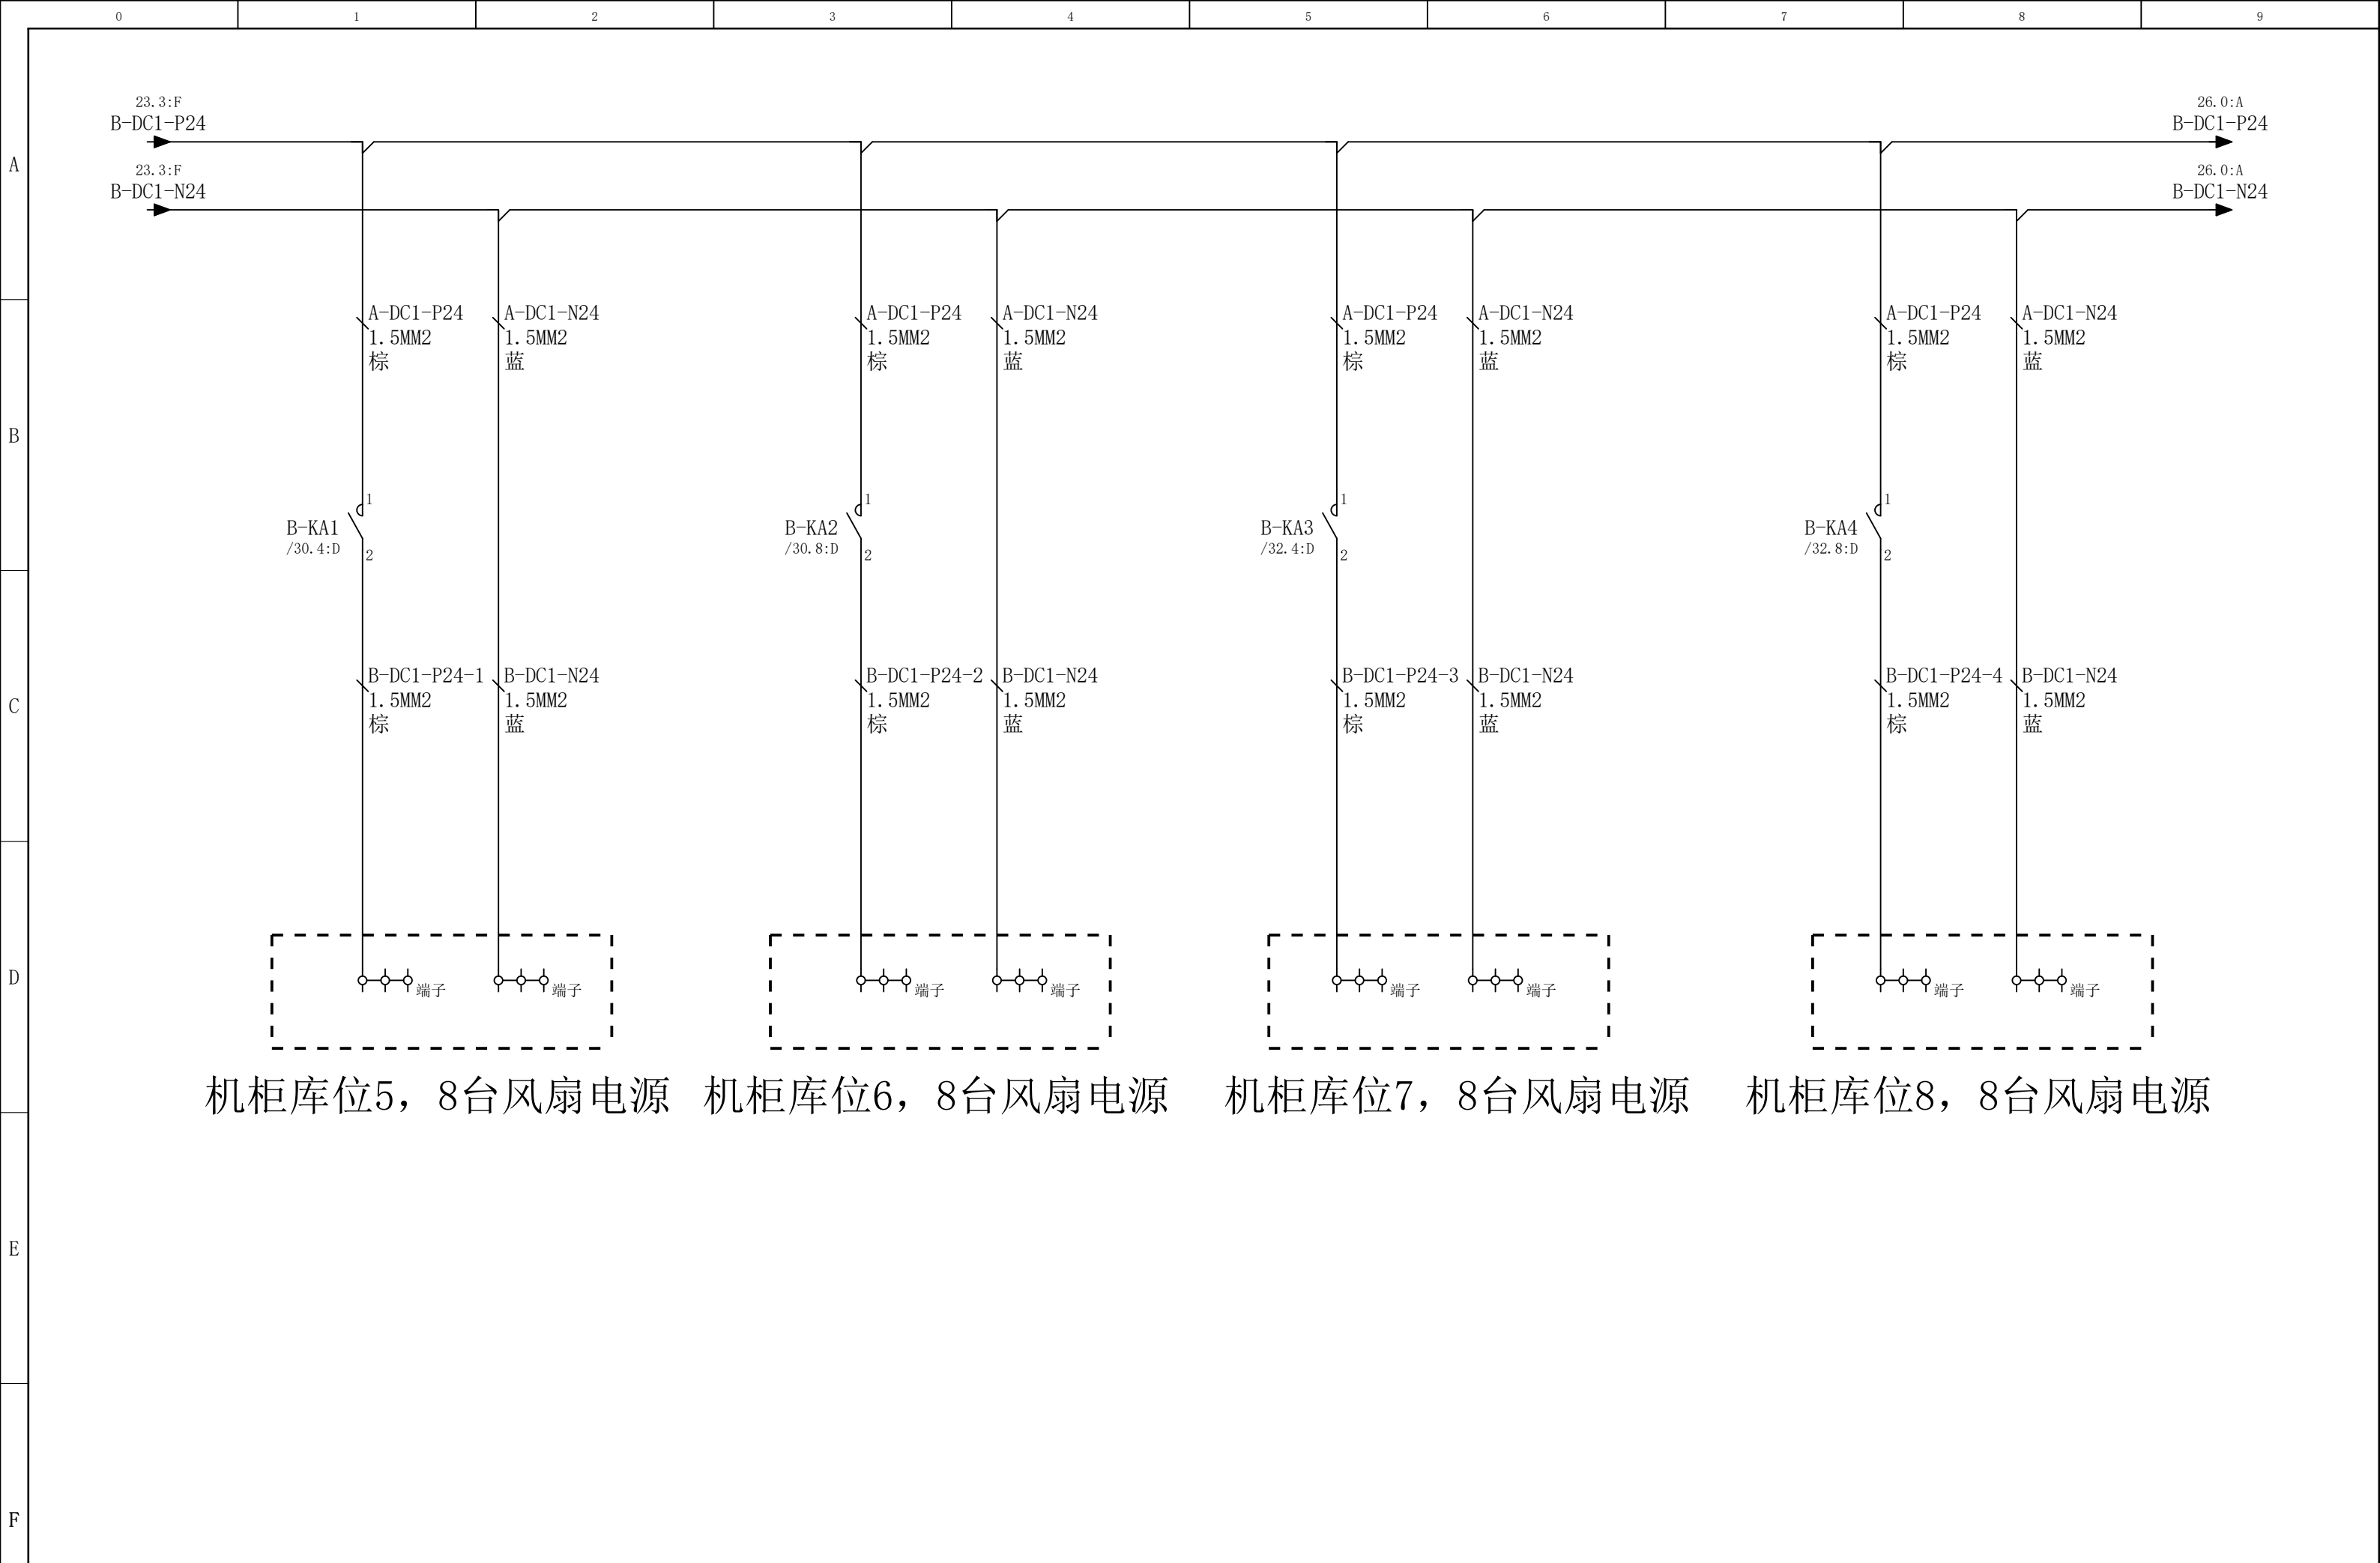 0 1 2 3 4 5 6 7 8 9
23.3:F 26.0:A
B-DC1-P24 B-DC1-P24
A
23.3:F 26.0:A
B-DC1-N24 B-DC1-N24
A-DC1-P24 A-DC1-N24 A-DC1-P24 A-DC1-N24 A-DC1-P24 A-DC1-N24 A-DC1-P24 A-DC1-N24
1.5MM2 1.5MM2 1.5MM2 1.5MM2 1.5MM2 1.5MM2 1.5MM2 1.5MM2
棕 蓝 棕 蓝 棕 蓝 棕 蓝
B
1 1 1 1
B-KA1 B-KA2 B-KA3 B-KA4
/30.4:D 2 /30.8:D 2 /32.4:D 2 /32.8:D 2
B-DC1-P24-1 B-DC1-N24 B-DC1-P24-2 B-DC1-N24 B-DC1-P24-3 B-DC1-N24 B-DC1-P24-4 B-DC1-N24
C 1.5MM2 1.5MM2 1.5MM2 1.5MM2 1.5MM2 1.5MM2 1.5MM2 1.5MM2
棕 蓝 棕 蓝 棕 蓝 棕 蓝
D
端子 端子 端子 端子 端子 端子 端子 端子
机柜库位5，8台风扇电源 机柜库位6，8台风扇电源 机柜库位7，8台风扇电源 机柜库位8，8台风扇电源
E
F